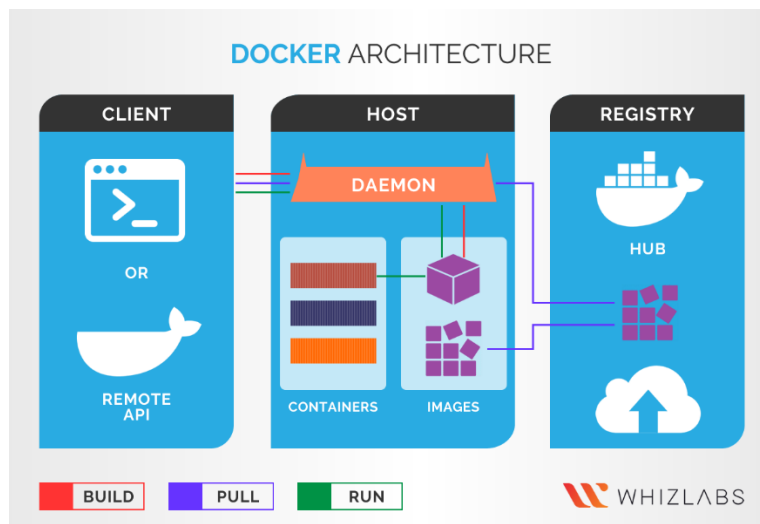 DOCKER ARCHITECTURE
CLIENT
OR
REMOTE
API
HOST
DAEMON
CONTAINERS
IMAGES
REGISTRY
HUB
BUILD
PULL
RUN
WHIZLABS